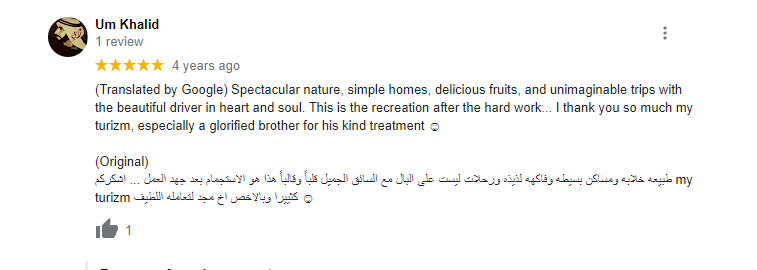 Um Khalid
1 review
4 years ago
(Translated by Google) Spectacular nature, simple homes, delicious fruits, and unimaginable trips with
the beautiful driver in heart and soul. This is the recreation after the hard work... I thank you so much my
turizm, especially a glorified brother for his kind treatment ☺
(Original)
طبيعه خلابه ومساكن بسيطه وفاكهه لذيذه ورحلات ليست على البال مع السائق الجميل قلباً وقالباً هذا هو الاستجمام بعد جهد العمل ... اشكركم my
turizm كثييرا وبالاخص اخ مجد لتعامله اللطيف ☺
1